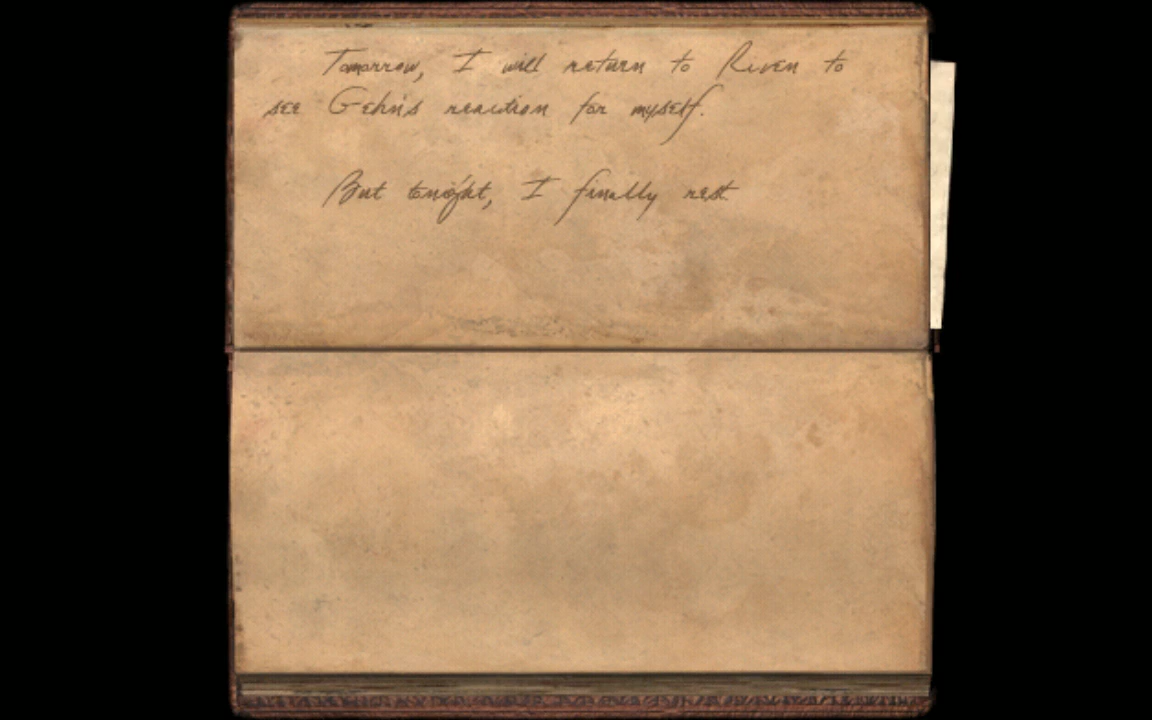 Tomorrow, I will return to Riven to
see Gehn's reaction for myself.
But tonight, I finally rest.